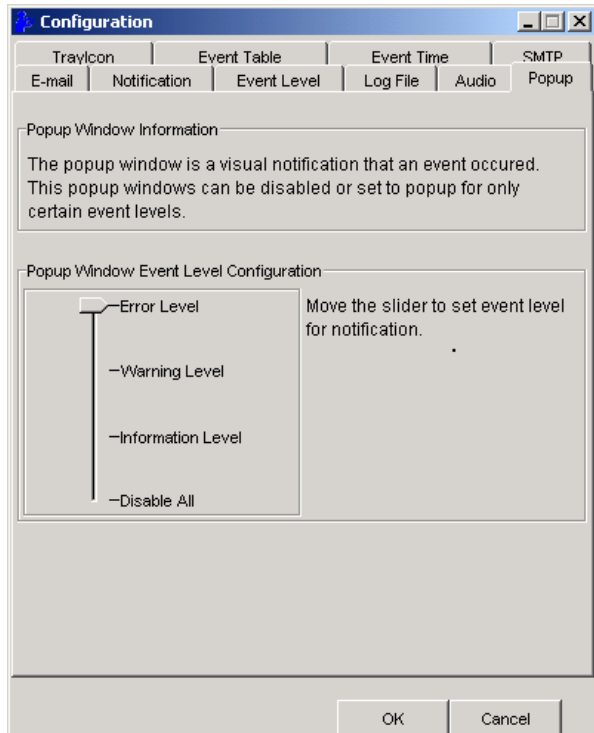 Configuration
TrayIcon Event Table Event Time SMTP
E-mail Notification Event Level Log File Audio Popup
Popup Window Information
The popup window is a visual notification that an event occured.
This popup windows can be disabled or set to popup for only
certain event levels.
Popup Window Event Level Configuration
Error Level
Warning Level
Information Level
Disable All
Move the slider to set event level
for notification.
OK Cancel